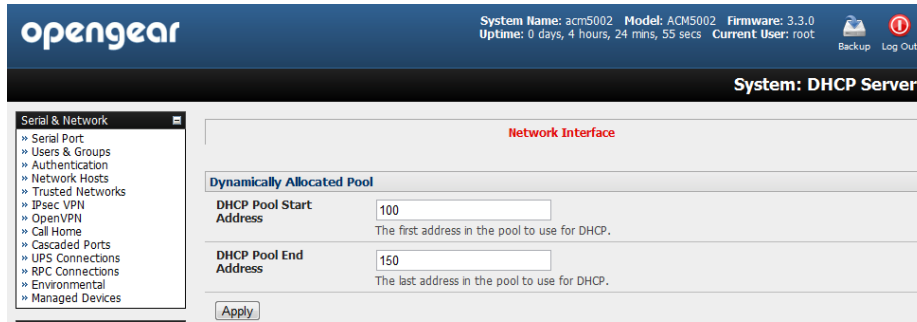 opengear
System Name: acm5002 Model: ACM5002 Firmware: 3.3.0
Uptime: 0 days, 4 hours, 24 mins, 55 secs Current User: root
Backup
Log Out
System: DHCP Server
Serial & Network
» Serial Port
» Users & Groups
» Authentication
» Network Hosts
» Trusted Networks
» IPsec VPN
» OpenVPN
» Call Home
» Cascaded Ports
» UPS Connections
» RPC Connections
» Environmental
» Managed Devices
Network Interface
Dynamically Allocated Pool
DHCP Pool Start
Address
100
The first address in the pool to use for DHCP.
DHCP Pool End
Address
150
The last address in the pool to use for DHCP.
Apply